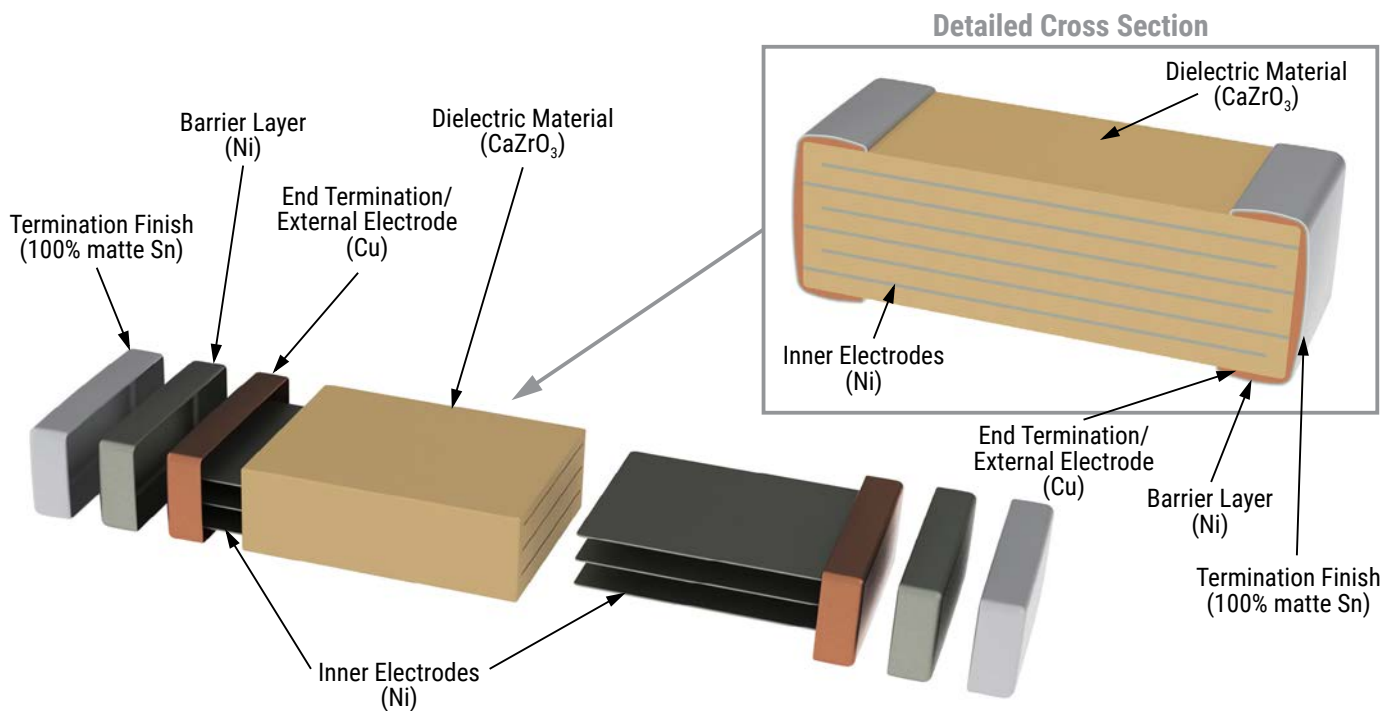 Detailed Cross Section
Dielectric Material
(CaZrO₃)
Barrier Layer
(Ni)
Dielectric Material
(CaZrO₃)
End Termination/
External Electrode
(Cu)
Termination Finish
(100% matte Sn)
Inner Electrodes
(Ni)
End Termination/
External Electrode
(Cu)
Barrier Layer
(Ni)
Termination Finish
(100% matte Sn)
Inner Electrodes
(Ni)